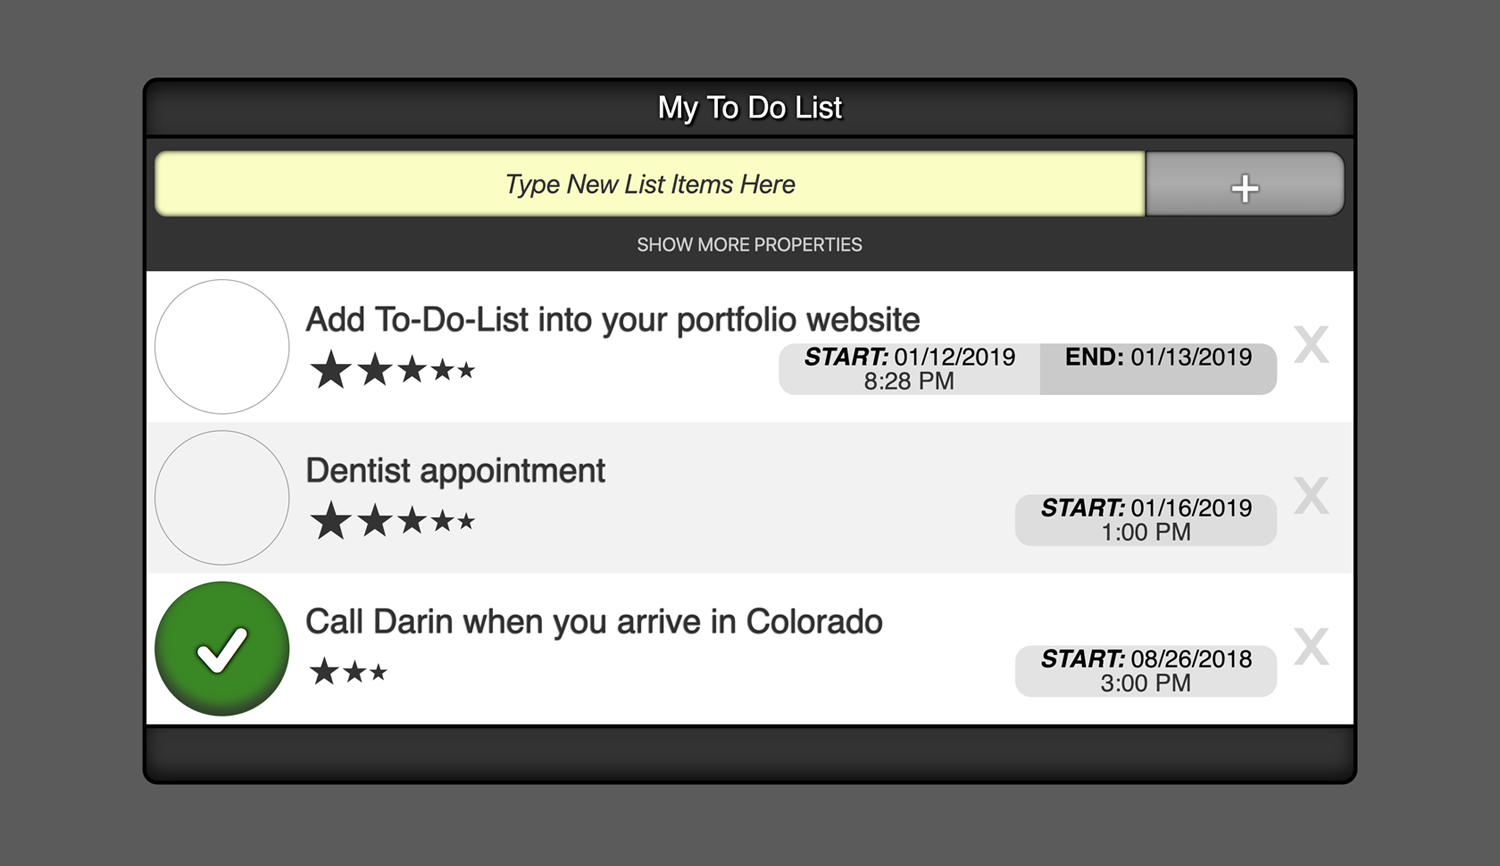 My To Do List
Type New List Items Here
+
SHOW MORE PROPERTIES
Add To-Do-List into your portfolio website
START: 01/12/2019 END: 01/13/2019
8:28 PM
X
Dentist appointment
START: 01/16/2019
1:00 PM
X
Call Darin when you arrive in Colorado
START: 08/26/2018
3:00 PM
X